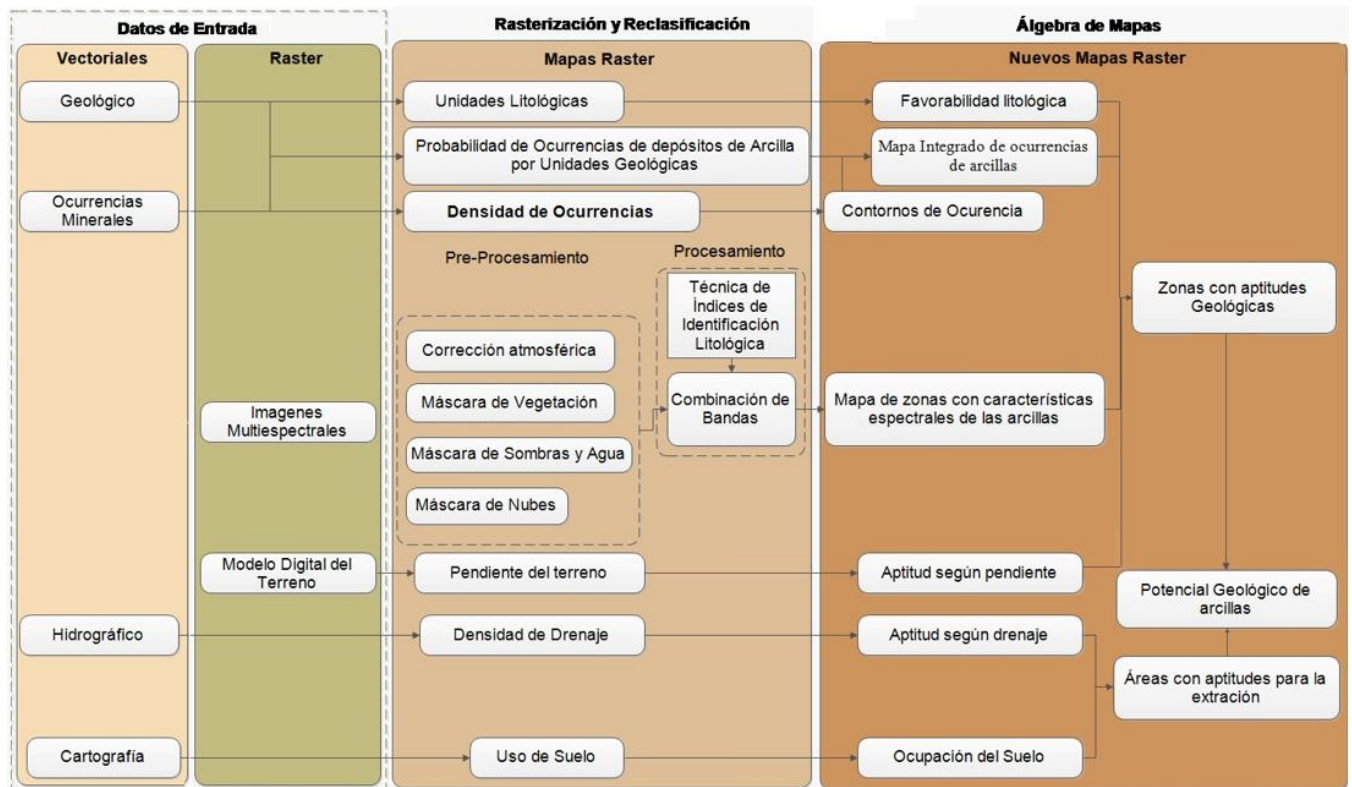 Datos de Entrada
Rasterización y Reclasificación
Álgebra de Mapas
Vectoriales
Raster
Mapas Raster
Nuevos Mapas Raster
Geológico
Unidades Litológicas
Favorabilidad litológica
Probabilidad de Ocurrencias de depósitos de Arcilla
por Unidades Geológicas
Mapa Integrado de ocurrencias
de arcillas
Ocurrencias
Minerales
Densidad de Ocurrencias
Contornos de Ocurencia
Pre-Procesamiento
Procesamiento
Técnica de
Índices de
Identificación
Litológica
Zonas con aptitudes
Geológicas
Corrección atmosférica
Máscara de Vegetación
Máscara de Sombras y Agua
Máscara de Nubes
Imagenes
Multiespectrales
Combinación de
Bandas
Mapa de zonas con características
espectrales de las arcillas
Modelo Digital del
Terreno
Pendiente del terreno
Aptitud según pendiente
Potencial Geológico de
arcillas
Hidrográfico
Densidad de Drenaje
Aptitud según drenaje
Áreas con aptitudes para la
extracción
Cartografía
Uso de Suelo
Ocupación del Suelo